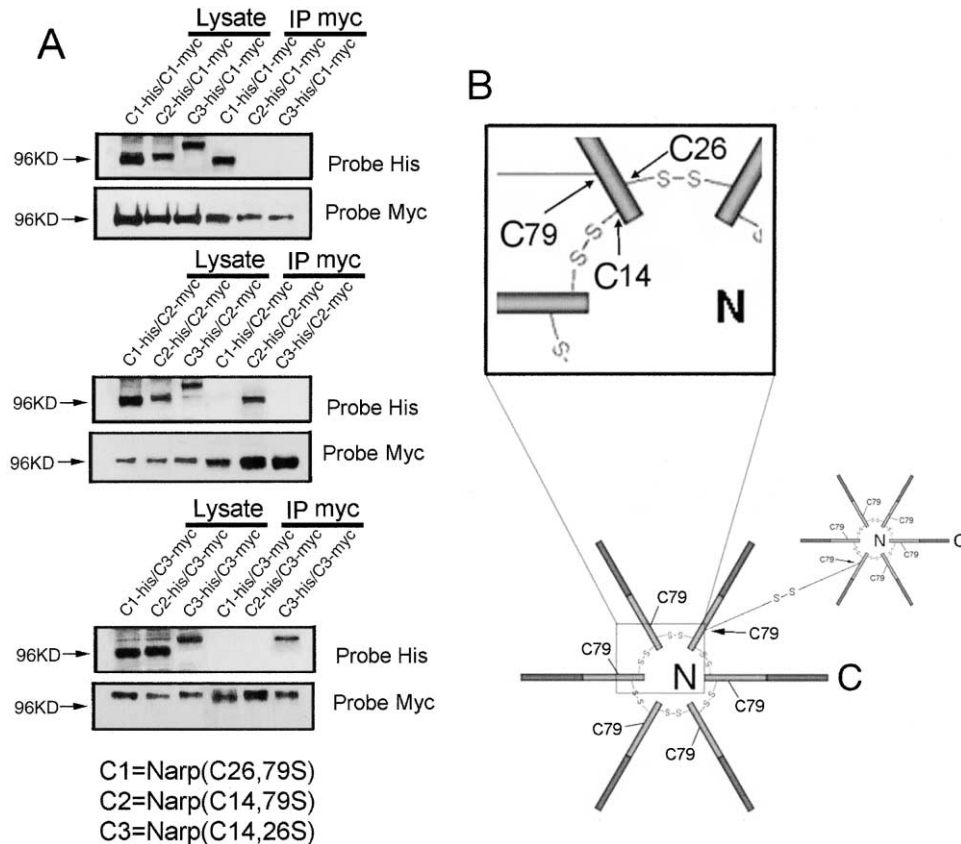 A
Lysate IP myc
C1-his/C1-myc
C2-his/C1-myc
C3-his/C1-myc
C1-his/C1-myc
C2-his/C1-myc
C3-his/C1-myc
96KD
Probe His
96KD
Probe Myc
Lysate IP myc
C1-his/C2-myc
C2-his/C2-myc
C3-his/C2-myc
C1-his/C2-myc
C2-his/C2-myc
C3-his/C2-myc
96KD
Probe His
96KD
Probe Myc
Lysate IP myc
C1-his/C3-myc
C2-his/C3-myc
C3-his/C3-myc
C1-his/C3-myc
C2-his/C3-myc
C3-his/C3-myc
96KD
Probe His
96KD
Probe Myc
C1=Narp(C26,79S)
C2=Narp(C14,79S)
C3=Narp(C14,26S)
B
C26
S-S
C79
S-S
C14
N
S
C79
C79
C79
N
C
C79
C79
C79
S-S
C79
C79
C79
C79
N
C
C79
C79
C79